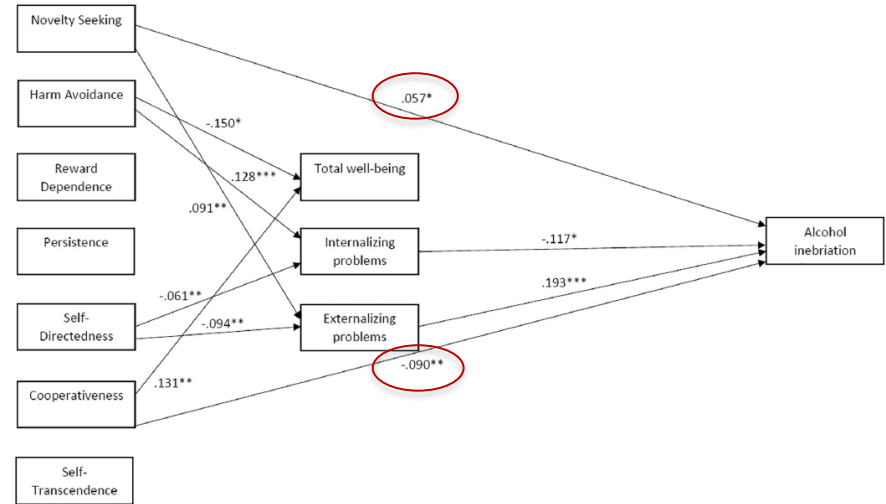 Novelty Seeking
Harm Avoidance
.057*
-.150*
Reward
Dependence
.128***
Total well-being
.091**
Persistence
Internalizing
problems
-.117*
Alcohol
inebriation
-.061**
.193***
Self-
Directedness
-.094**
Externalizing
problems
-.090**
Cooperativeness
.131**
Self-
Transcendence